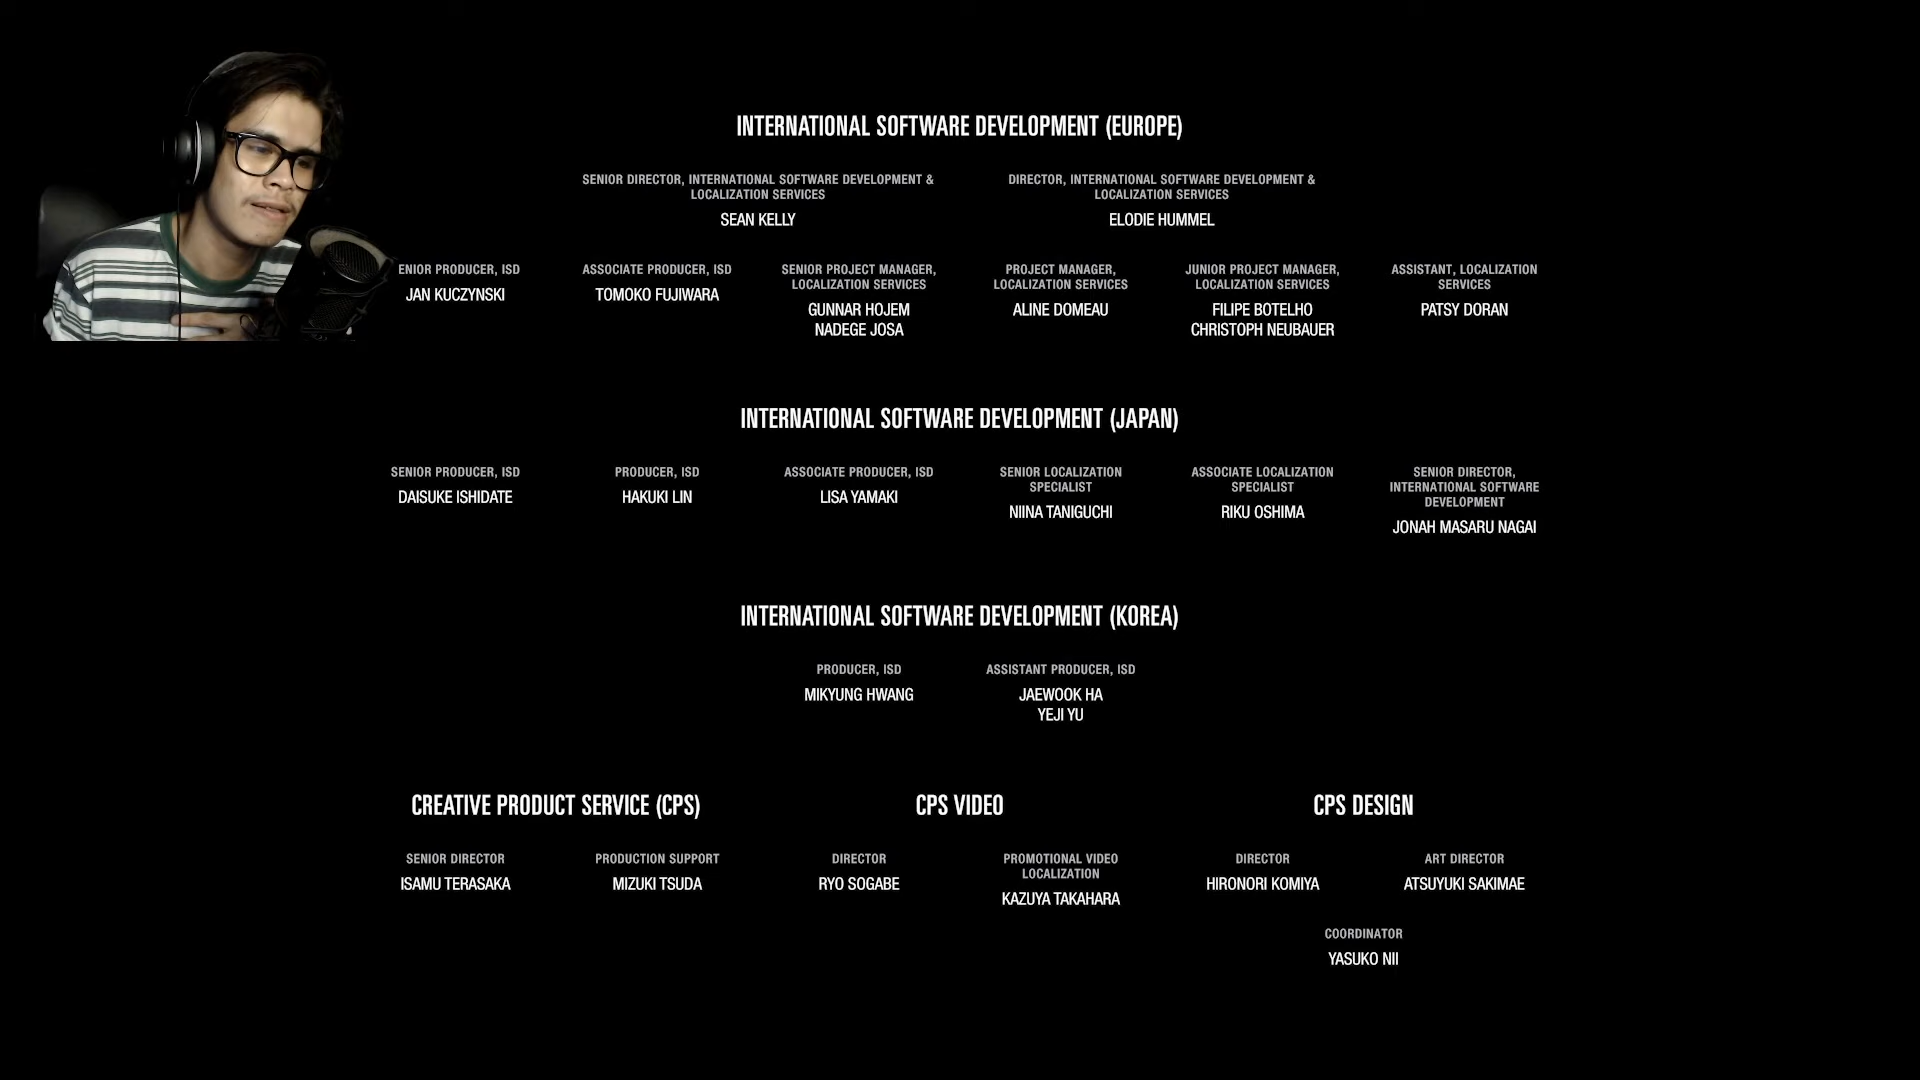 INTERNATIONAL SOFTWARE DEVELOPMENT (EUROPE)
SENIOR DIRECTOR, INTERNATIONAL SOFTWARE DEVELOPMENT &
LOCALIZATION SERVICES
SEAN KELLY
DIRECTOR, INTERNATIONAL SOFTWARE DEVELOPMENT &
LOCALIZATION SERVICES
ELODIE HUMMEL
ENIOR PRODUCER, ISD
JAN KUCZYNSKI
ASSOCIATE PRODUCER, ISD
TOMOKO FUJIWARA
SENIOR PROJECT MANAGER,
LOCALIZATION SERVICES
GUNNAR HOJEM
NADEGE JOSA
PROJECT MANAGER,
LOCALIZATION SERVICES
ALINE DOMEAU
JUNIOR PROJECT MANAGER,
LOCALIZATION SERVICES
FILIPE BOTELHO
CHRISTOPH NEUBAUER
ASSISTANT, LOCALIZATION
SERVICES
PATSY DORAN
INTERNATIONAL SOFTWARE DEVELOPMENT (JAPAN)
SENIOR PRODUCER, ISD
DAISUKE ISHIDATE
PRODUCER, ISD
HAKUKI LIN
ASSOCIATE PRODUCER, ISD
LISA YAMAKI
SENIOR LOCALIZATION
SPECIALIST
NIINA TANIGUCHI
ASSOCIATE LOCALIZATION
SPECIALIST
RIKU OSHIMA
SENIOR DIRECTOR,
INTERNATIONAL SOFTWARE
DEVELOPMENT
JONAH MASARU NAGAI
INTERNATIONAL SOFTWARE DEVELOPMENT (KOREA)
PRODUCER, ISD
MIKYUNG HWANG
ASSISTANT PRODUCER, ISD
JAEWOOK HA
YEJI YU
CREATIVE PRODUCT SERVICE (CPS)
SENIOR DIRECTOR
ISAMU TERASAKA
PRODUCTION SUPPORT
MIZUKI TSUDA
CPS VIDEO
DIRECTOR
RYO SOGABE
PROMOTIONAL VIDEO
LOCALIZATION
KAZUYA TAKAHARA
CPS DESIGN
DIRECTOR
HIRONORI KOMIYA
ART DIRECTOR
ATSUYUKI SAKIMAE
COORDINATOR
YASUKO NII